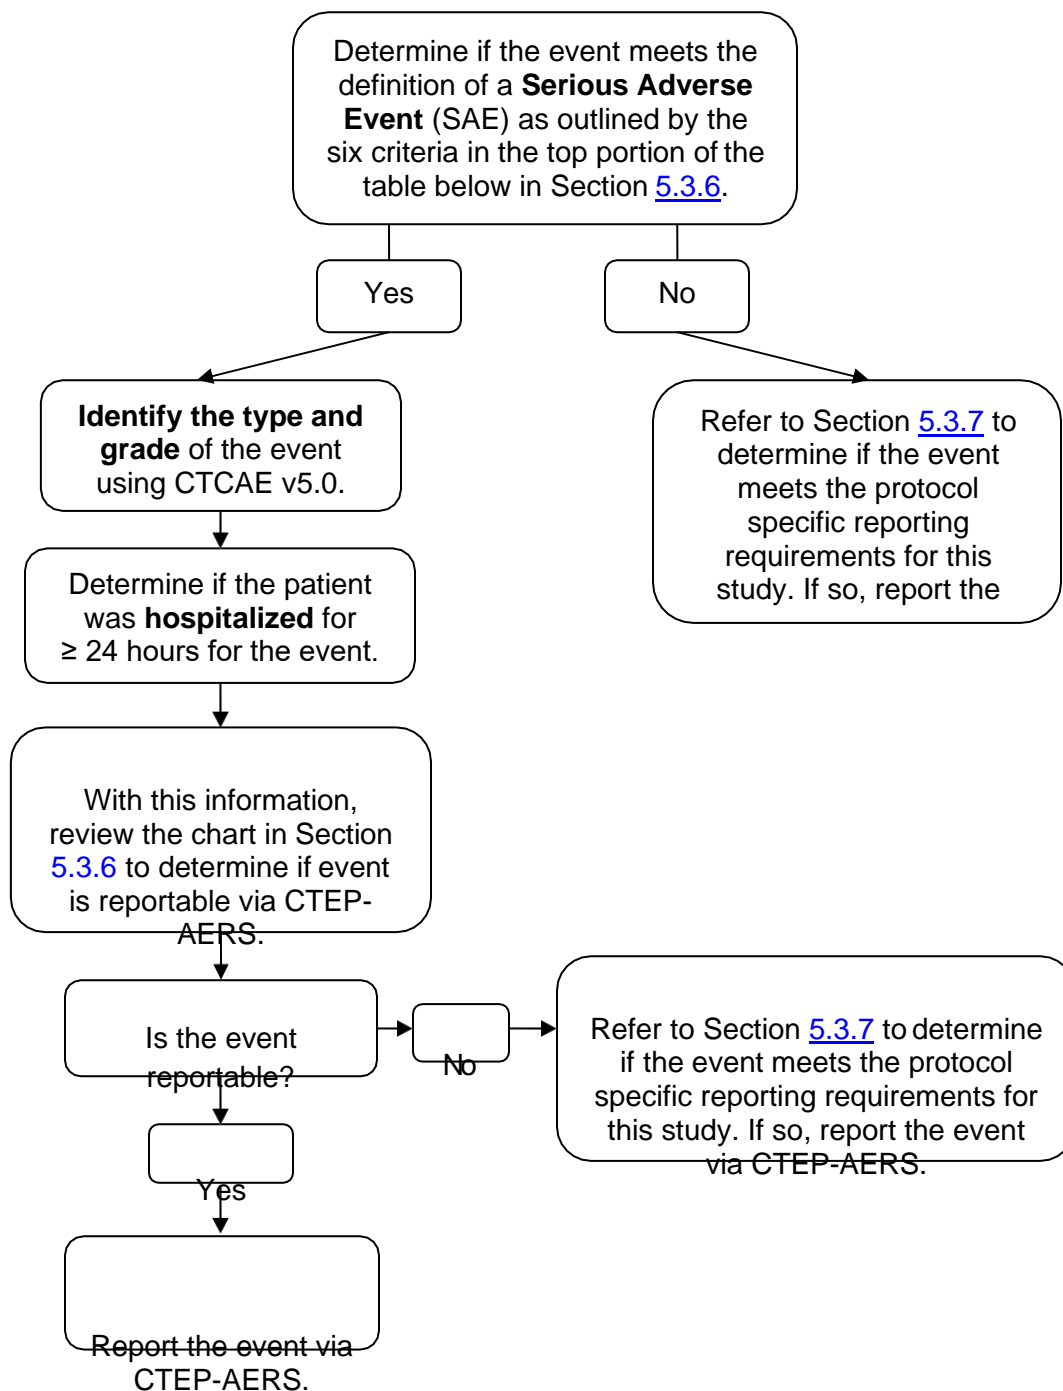 Determine if the event meets the
definition of a Serious Adverse
Event (SAE) as outlined by the
six criteria in the top portion of the
table below in Section 5.3.6.
Yes
No
Identify the type and
grade of the event
using CTCAE v5.0.
Refer to Section 5.3.7 to
determine if the event
meets the protocol
specific reporting
requirements for this
study. If so, report the
Determine if the patient
was hospitalized for
≥ 24 hours for the event.
With this information,
review the chart in Section
5.3.6 to determine if event
is reportable via CTEP-
AERS.
Is the event
reportable?
No
Refer to Section 5.3.7 to determine
if the event meets the protocol
specific reporting requirements for
this study. If so, report the event
via CTEP-AERS.
Yes
Report the event via
CTEP-AERS.